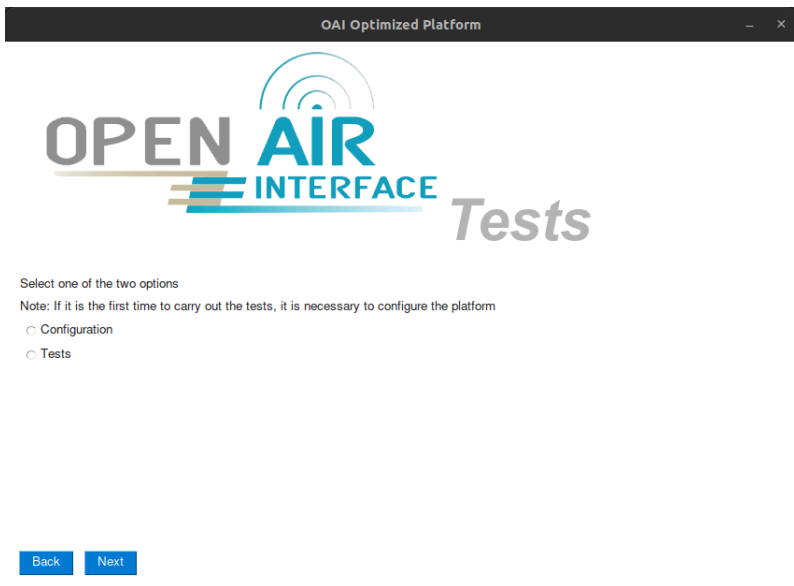 OAI Optimized Platform
OPEN AIR
INTERFACE
Tests
Select one of the two options
Note: If it is the first time to carry out the tests, it is necessary to configure the platform
Configuration
Tests
Back Next